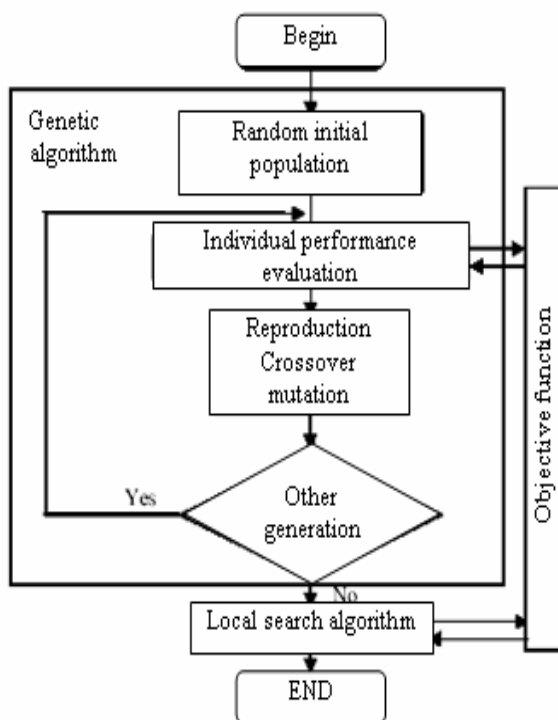 Begin
Genetic
algorithm
Random initial
population
Individual performance
evaluation
Reproduction
Crossover
mutation
Yes
Other
generation
No
Local search algorithm
END
Objective function